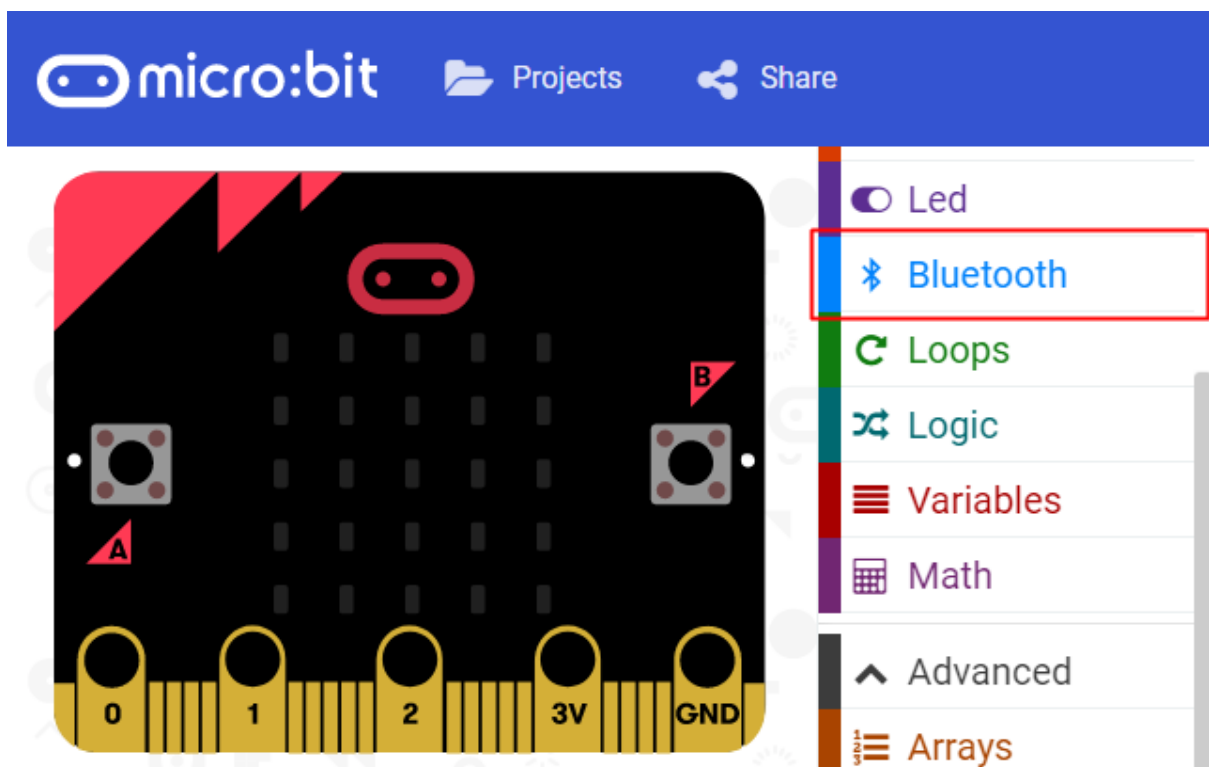 micro:bit Projects Share
Led
Bluetooth
Loops
Logic
Variables
Math
Advanced
Arrays
B
A
0 1 2 3V GND